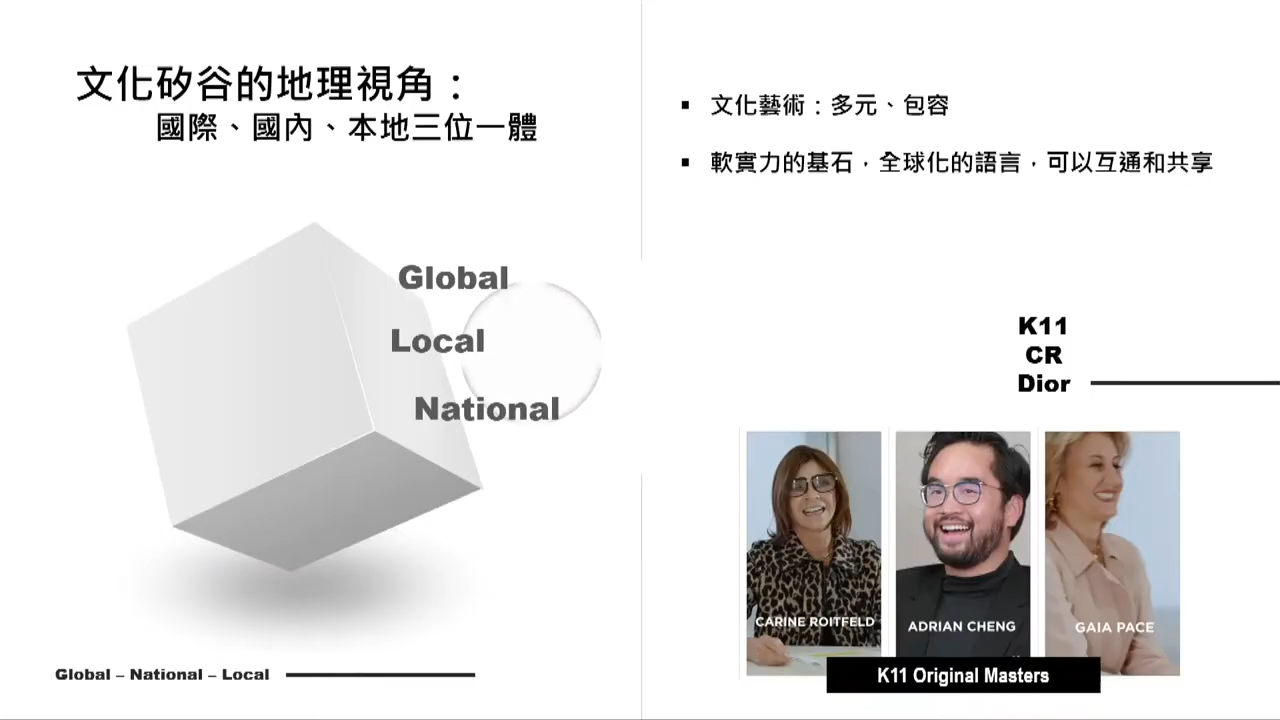 文化矽谷的地理視角：
國際、國內、本地三位一體
Global
Local
National
Global – National – Local
▪ 文化藝術：多元、包容
▪ 軟實力的基石，全球化的語言，可以互通和共享
K11
CR
Dior
CARINE ROITFELD
ADRIAN CHENG
GAIA PACE
K11 Original Masters